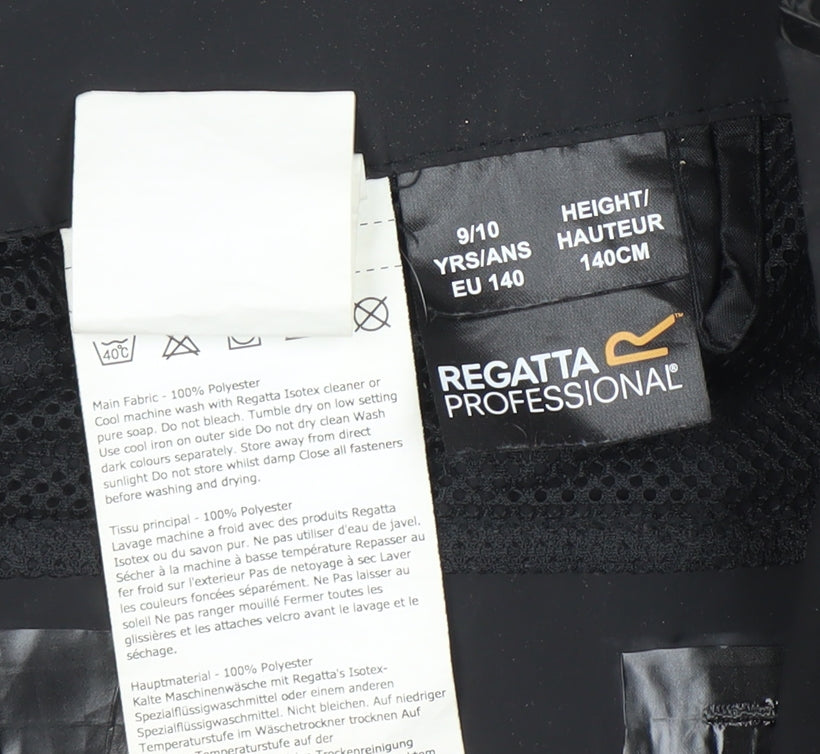 9/10
YRS/ANS
EU 140
HEIGHT/
HAUTEUR
140CM
REGATTA
PROFESSIONAL®
™
40°C
Main Fabric - 100% Polyester
Cool machine wash with Regatta Isotex cleaner or
pure soap. Do not bleach. Tumble dry on low setting
Use cool iron on outer side Do not dry clean Wash
dark colours separately. Store away from direct
sunlight Do not store whilst damp Close all fasteners
before washing and drying.
Tissu principal - 100% Polyester
Lavage machine a froid avec des produits Regatta
Isotex ou du savon pur. Ne pas utiliser d'eau de javel,
Sécher à la machine à basse température Repasser au
fer froid sur l'exterieur Pas de netoyage à sec Laver
les couleurs foncées séparément. Ne Pas laisser au
soleil Ne pas ranger mouillé Fermer toutes les
glissières et les attaches velcro avant le lavage et le
séchage.
Hauptmaterial - 100% Polyester
Kalte Maschinenwäsche mit Regatta's Isotex-
Spezialflüssigwaschmittel oder einem anderen
Spezialflüssigwaschmittel. Nicht bleichen. Auf niedriger
Temperaturstufe im Wäschetrockner trocknen Auf
Temperaturstufe auf der
Trockenreinigung